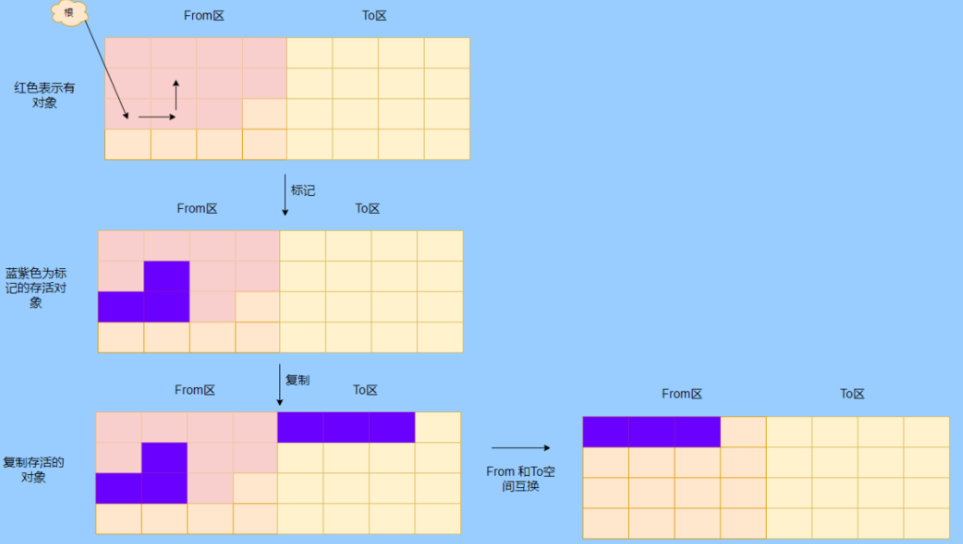 根
From区
To区
红色表示有
对象
标记
From区
To区
蓝紫色为标
记的存活对
象
复制
From区
To区
复制存活的
对象
From 和To空
间互换
From区
To区